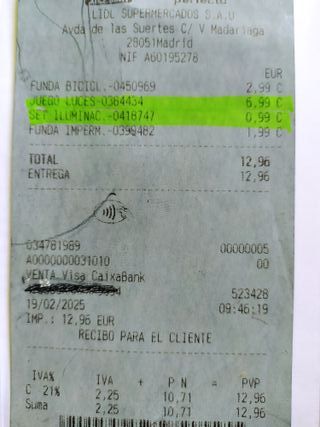 perfecto
LIDL SUPERMERCADOS S.A.U
Avda de las Suertes C/ V Madariaga
28051Madrid
NIF A60195278
EUR
FUNDA BICICL.-0450969 2,99 C
JUEGO LUCES-0364434 6,99 C
SET ILUMINAC.-0418747 0,99 C
FUNDA IMPERM.-0399482 1,99 C
TOTAL 12,96
ENTREGA 12,96
034781989 00000005
A0000000031010 00
VENTA Visa CaixaBank
523428
19/02/2025 09:46:19
IMP.: 12,96 EUR
RECIBO PARA EL CLIENTE
IVA% IVA + P N = PVP
C 21% 2,25 10,71 12,96
Suma 2,25 10,71 12,96